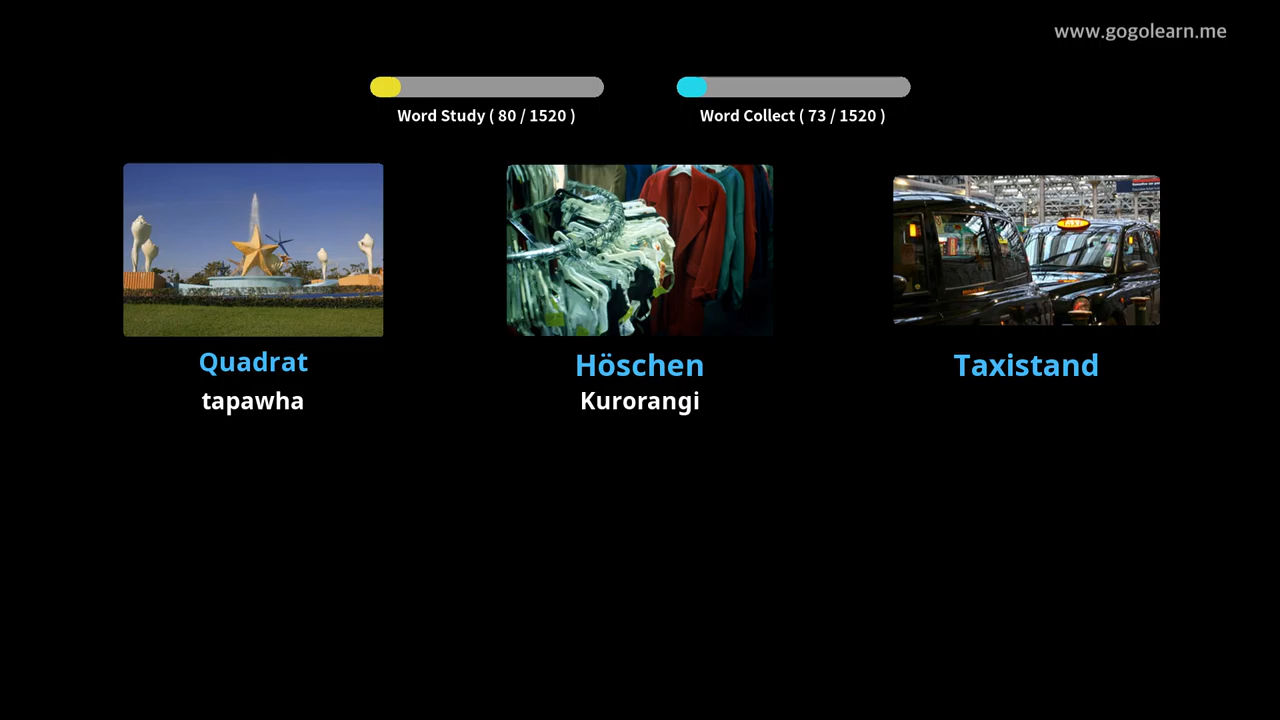 www.gogolearn.me
Word Study ( 80 / 1520 )
Word Collect ( 73 / 1520 )
Quadrat
Höschen
Taxistand
tapawha
Kurorangi